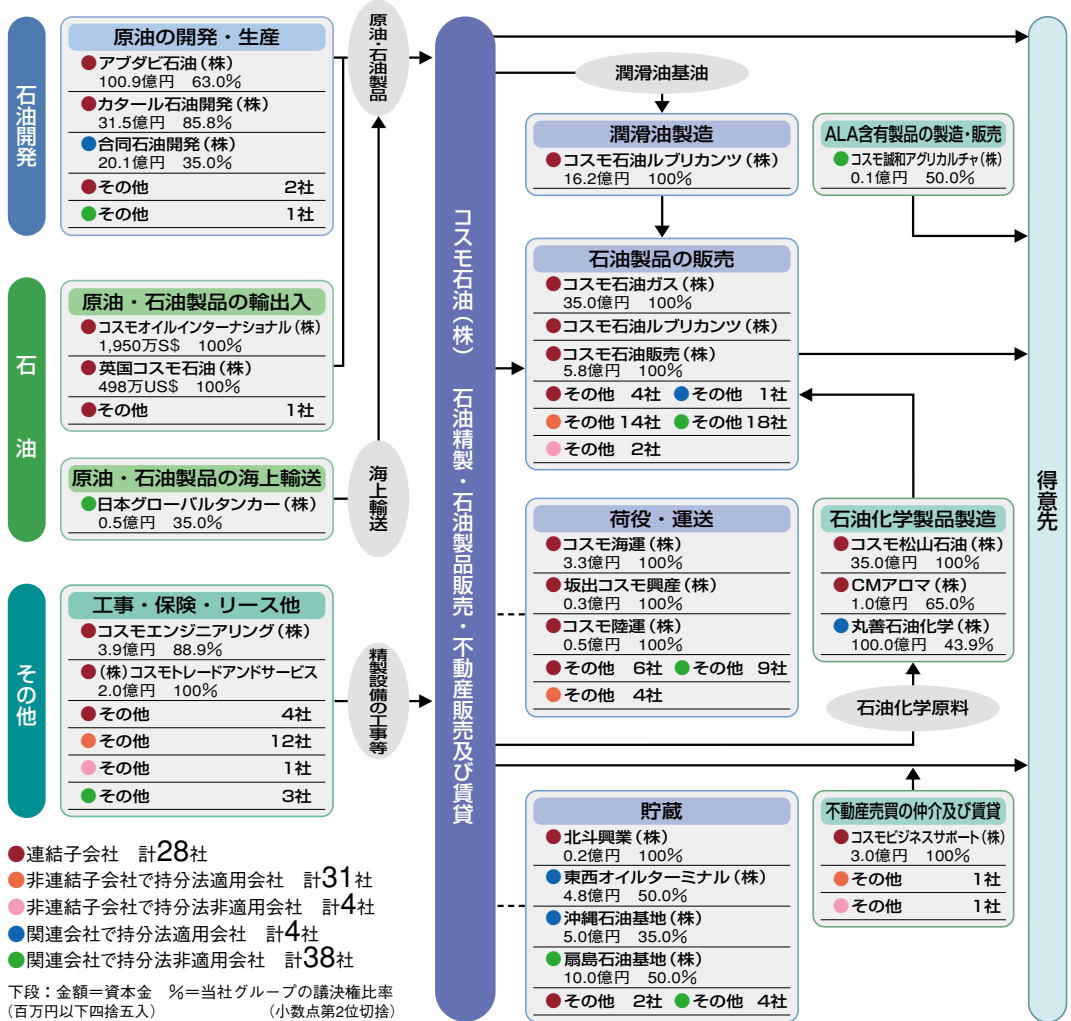 石油開発
原油の開発・生産
●アブダビ石油(株)
100.9億円 63.0%
●カタール石油開発(株)
31.5億円 85.8%
●合同石油開発(株)
20.1億円 35.0%
●その他 2社
●その他 1社
原油・石油製品
石油
原油・石油製品の輸出入
●コスモオイルインターナショナル(株)
1,950万S$ 100%
●英国コスモ石油(株)
498万US$ 100%
●その他 1社
原油・石油製品の海上輸送
●日本グローバルタンカー(株)
0.5億円 35.0%
海上輸送
その他
工事・保険・リース他
●コスモエンジニアリング(株)
3.9億円 88.9%
●(株)コスモトレードアンドサービス
2.0億円 100%
●その他 4社
●その他 12社
●その他 1社
●その他 3社
精製設備の工事等
コスモ石油(株) 石油精製・石油製品販売・不動産販売及び賃貸
潤滑油基油
潤滑油製造
●コスモ石油ルブリカンツ(株)
16.2億円 100%
ALA含有製品の製造・販売
●コスモ誠和アグリカルチャ(株)
0.1億円 50.0%
石油製品の販売
●コスモ石油ガス(株)
35.0億円 100%
●コスモ石油ルブリカンツ(株)
●コスモ石油販売(株)
5.8億円 100%
●その他 4社 ●その他 1社
●その他 14社 ●その他 18社
●その他 2社
荷役・運送
●コスモ海運(株)
3.3億円 100%
●坂出コスモ興産(株)
0.3億円 100%
●コスモ陸運(株)
0.5億円 100%
●その他 6社 ●その他 9社
●その他 4社
石油化学製品製造
●コスモ松山石油(株)
35.0億円 100%
●CMアロマ(株)
1.0億円 65.0%
●丸善石油化学(株)
100.0億円 43.9%
石油化学原料
貯蔵
●北斗興業(株)
0.2億円 100%
●東西オイルターミナル(株)
4.8億円 50.0%
●沖縄石油基地(株)
5.0億円 35.0%
●扇島石油基地(株)
10.0億円 50.0%
●その他 2社 ●その他 4社
不動産売買の仲介及び賃貸
●コスモビジネスサポート(株)
3.0億円 100%
●その他 1社
●その他 1社
得意先
●連結子会社 計28社
●非連結子会社で持分法適用会社 計31社
●非連結子会社で持分法非適用会社 計4社
●関連会社で持分法適用会社 計4社
●関連会社で持分法非適用会社 計38社
下段:金額=資本金 %=当社グループの議決権比率
(百万円以下四捨五入) (小数点第2位切捨)